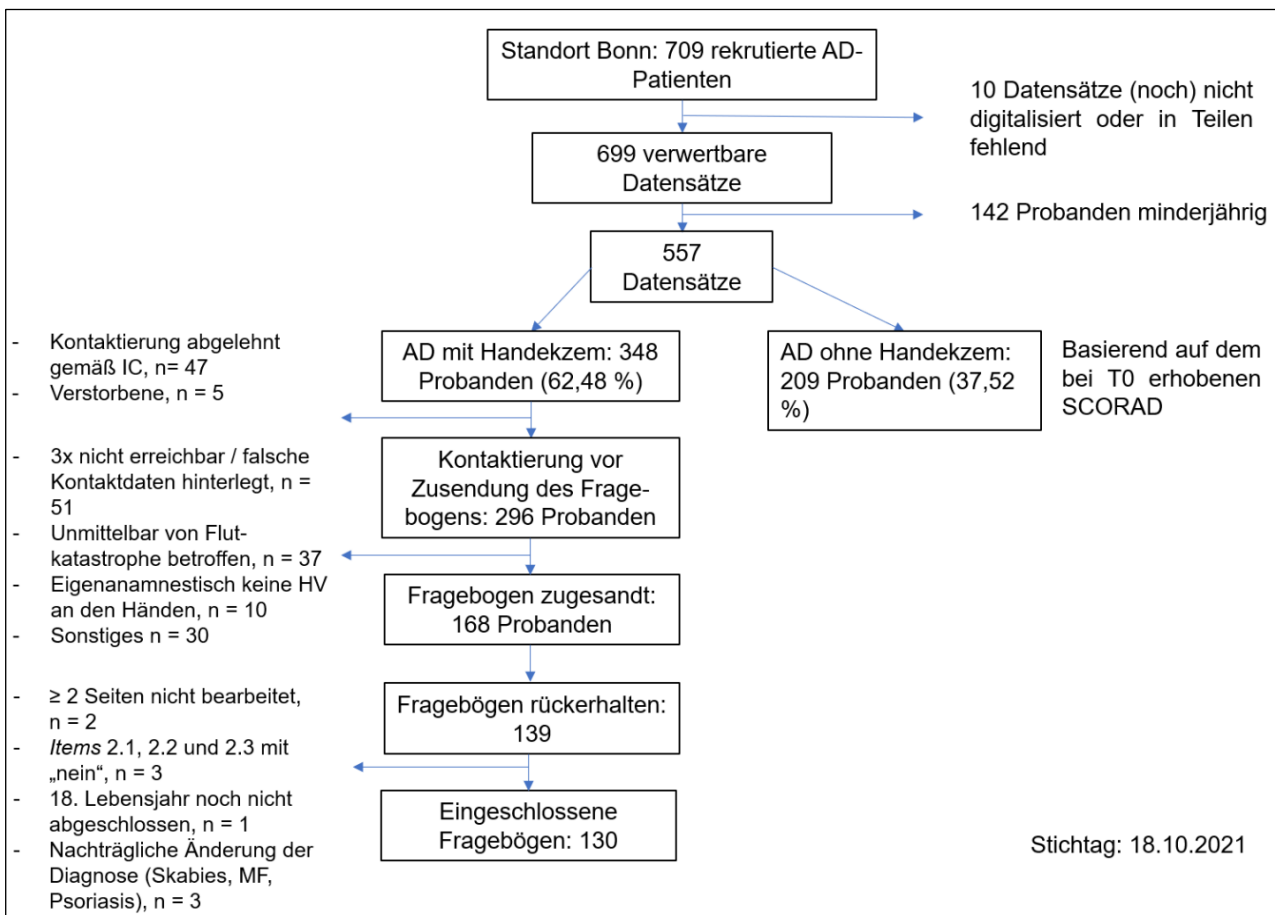 Standort Bonn: 709 rekrutierte AD-
Patienten
10 Datensätze (noch) nicht
digitalisiert oder in Teilen
fehlend
699 verwertbare
Datensätze
142 Probanden minderjährig
557
Datensätze
AD mit Handekzem: 348
Probanden (62,48 %)
AD ohne Handekzem:
209 Probanden (37,52
%)
Basierend auf dem
bei T0 erhobenen
SCORAD
- Kontaktierung abgelehnt
gemäß IC, n= 47
- Verstorbene, n = 5
Kontaktierung vor
Zusendung des Frage-
bogens: 296 Probanden
- 3x nicht erreichbar / falsche
Kontaktdaten hinterlegt, n =
51
- Unmittelbar von Flut-
katastrophe betroffen, n = 37
- Eigenanamnestisch keine HV
an den Händen, n = 10
- Sonstiges n = 30
Fragebogen zugesandt:
168 Probanden
Fragebögen rückerhalten:
139
- ≥ 2 Seiten nicht bearbeitet,
n = 2
- Items 2.1, 2.2 und 2.3 mit
„nein“, n = 3
- 18. Lebensjahr noch nicht
abgeschlossen, n = 1
- Nachträgliche Änderung der
Diagnose (Skabies, MF,
Psoriasis), n = 3
Eingeschlossene
Fragebögen: 130
Stichtag: 18.10.2021